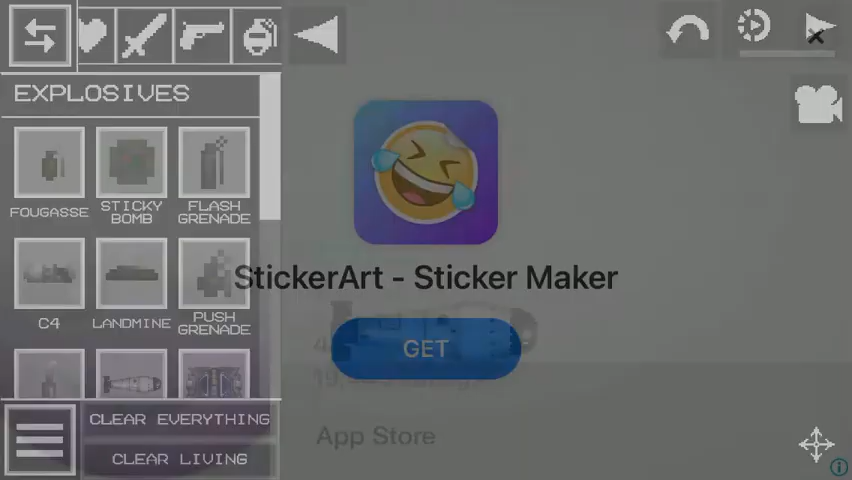 EXPLOSIVES
FOUGASSE
STICKY
BOMB
FLASH
GRENADE
C4
LANDMINE
PUSH
GRENADE
CLEAR EVERYTHING
CLEAR LIVING
StickerArt - Sticker Maker
GET
App Store